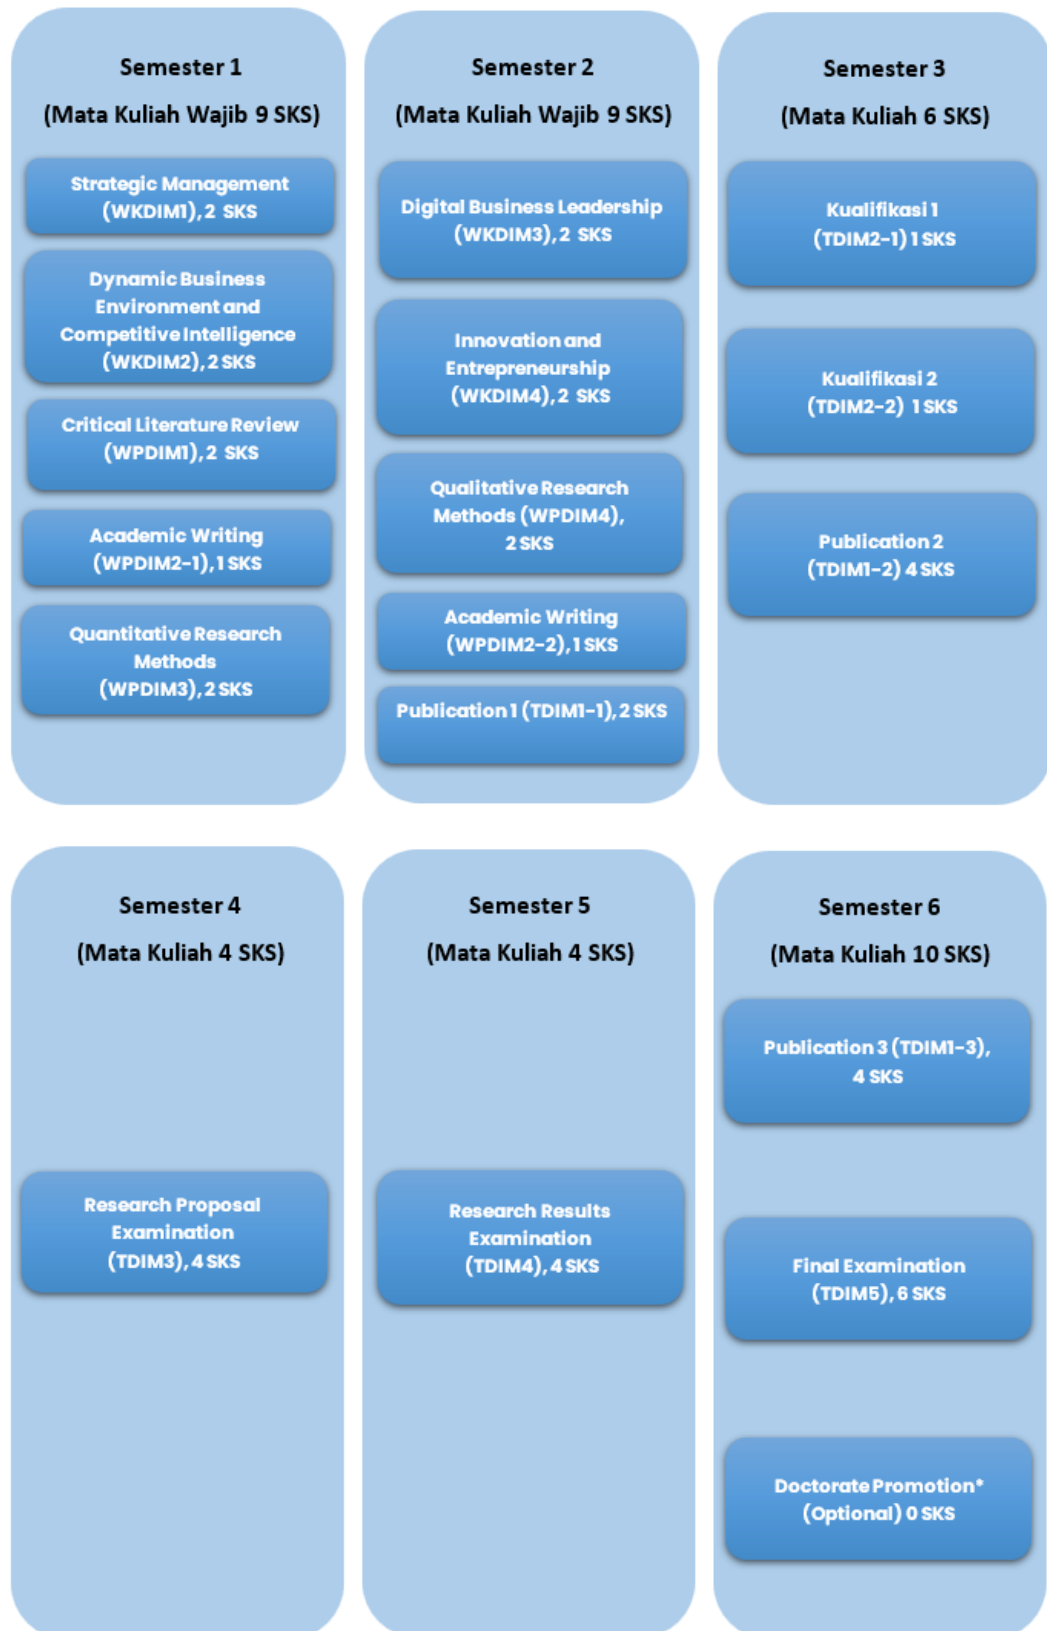 Semester 1
(Mata Kuliah Wajib 9 SKS)
Strategic Management
(WKDIM1), 2 SKS
Dynamic Business
Environment and
Competitive Intelligence
(WKDIM2), 2 SKS
Critical Literature Review
(WPDIM1), 2 SKS
Academic Writing
(WPDIM2-1), 1 SKS
Quantitative Research
Methods
(WPDIM3), 2 SKS
Semester 2
(Mata Kuliah Wajib 9 SKS)
Digital Business Leadership
(WKDIM3), 2 SKS
Innovation and
Entrepreneurship
(WKDIM4), 2 SKS
Qualitative Research
Methods (WPDIM4),
2 SKS
Academic Writing
(WPDIM2-2), 1 SKS
Publication 1 (TDIM1-1), 2 SKS
Semester 3
(Mata Kuliah 6 SKS)
Kualifikasi 1
(TDIM2-1) 1 SKS
Kualifikasi 2
(TDIM2-2) 1 SKS
Publication 2
(TDIM1-2) 4 SKS
Semester 4
(Mata Kuliah 4 SKS)
Research Proposal
Examination
(TDIM3), 4 SKS
Semester 5
(Mata Kuliah 4 SKS)
Research Results
Examination
(TDIM4), 4 SKS
Semester 6
(Mata Kuliah 10 SKS)
Publication 3 (TDIM1-3),
4 SKS
Final Examination
(TDIM5), 6 SKS
Doctorate Promotion*
(Optional) 0 SKS